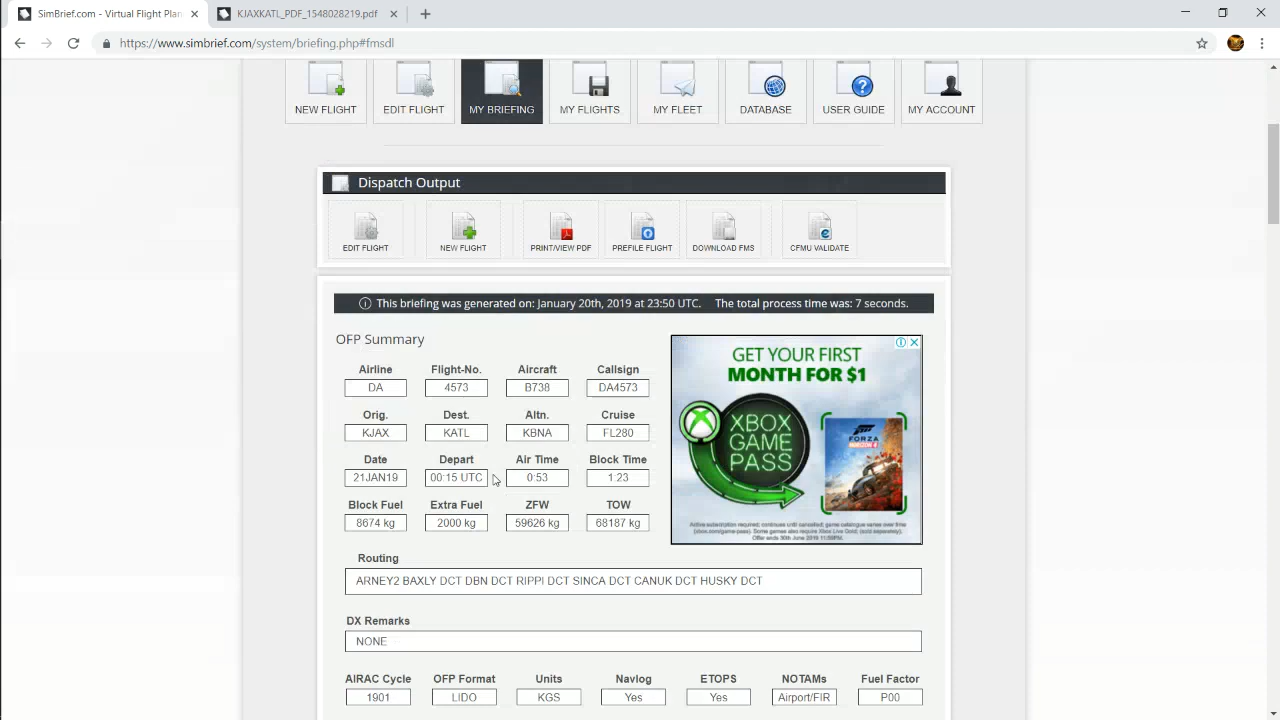 SimBrief.com - Virtual Flight Plan
KJAXKATL_PDF_1548028219.pdf
https://www.simbrief.com/system/briefing.php#fmsdl
NEW FLIGHT EDIT FLIGHT MY BRIEFING MY FLIGHTS MY FLEET DATABASE USER GUIDE MY ACCOUNT
Dispatch Output
EDIT FLIGHT NEW FLIGHT PRINT/VIEW PDF PREFILE FLIGHT DOWNLOAD FMS CFMU VALIDATE
This briefing was generated on: January 20th, 2019 at 23:50 UTC. The total process time was: 7 seconds.
OFP Summary
Airline Flight-No. Aircraft Callsign
DA 4573 B738 DA4573
Orig. Dest. Altn. Cruise
KJAX KATL KBNA FL280
Date Depart Air Time Block Time
21JAN19 00:15 UTC 0:53 1:23
Block Fuel Extra Fuel ZFW TOW
8674 kg 2000 kg 59626 kg 68187 kg
GET YOUR FIRST
MONTH FOR $1
XBOX
GAME
PASS
FORZA
Routing
ARNEY2 BAXLY DCT DBN DCT RIPPI DCT SINCA DCT CANUK DCT HUSKY DCT
DX Remarks
NONE
AIRAC Cycle OFP Format Units Navlog ETOPS NOTAMs Fuel Factor
1901 LIDO KGS Yes Yes Airport/FIR P00